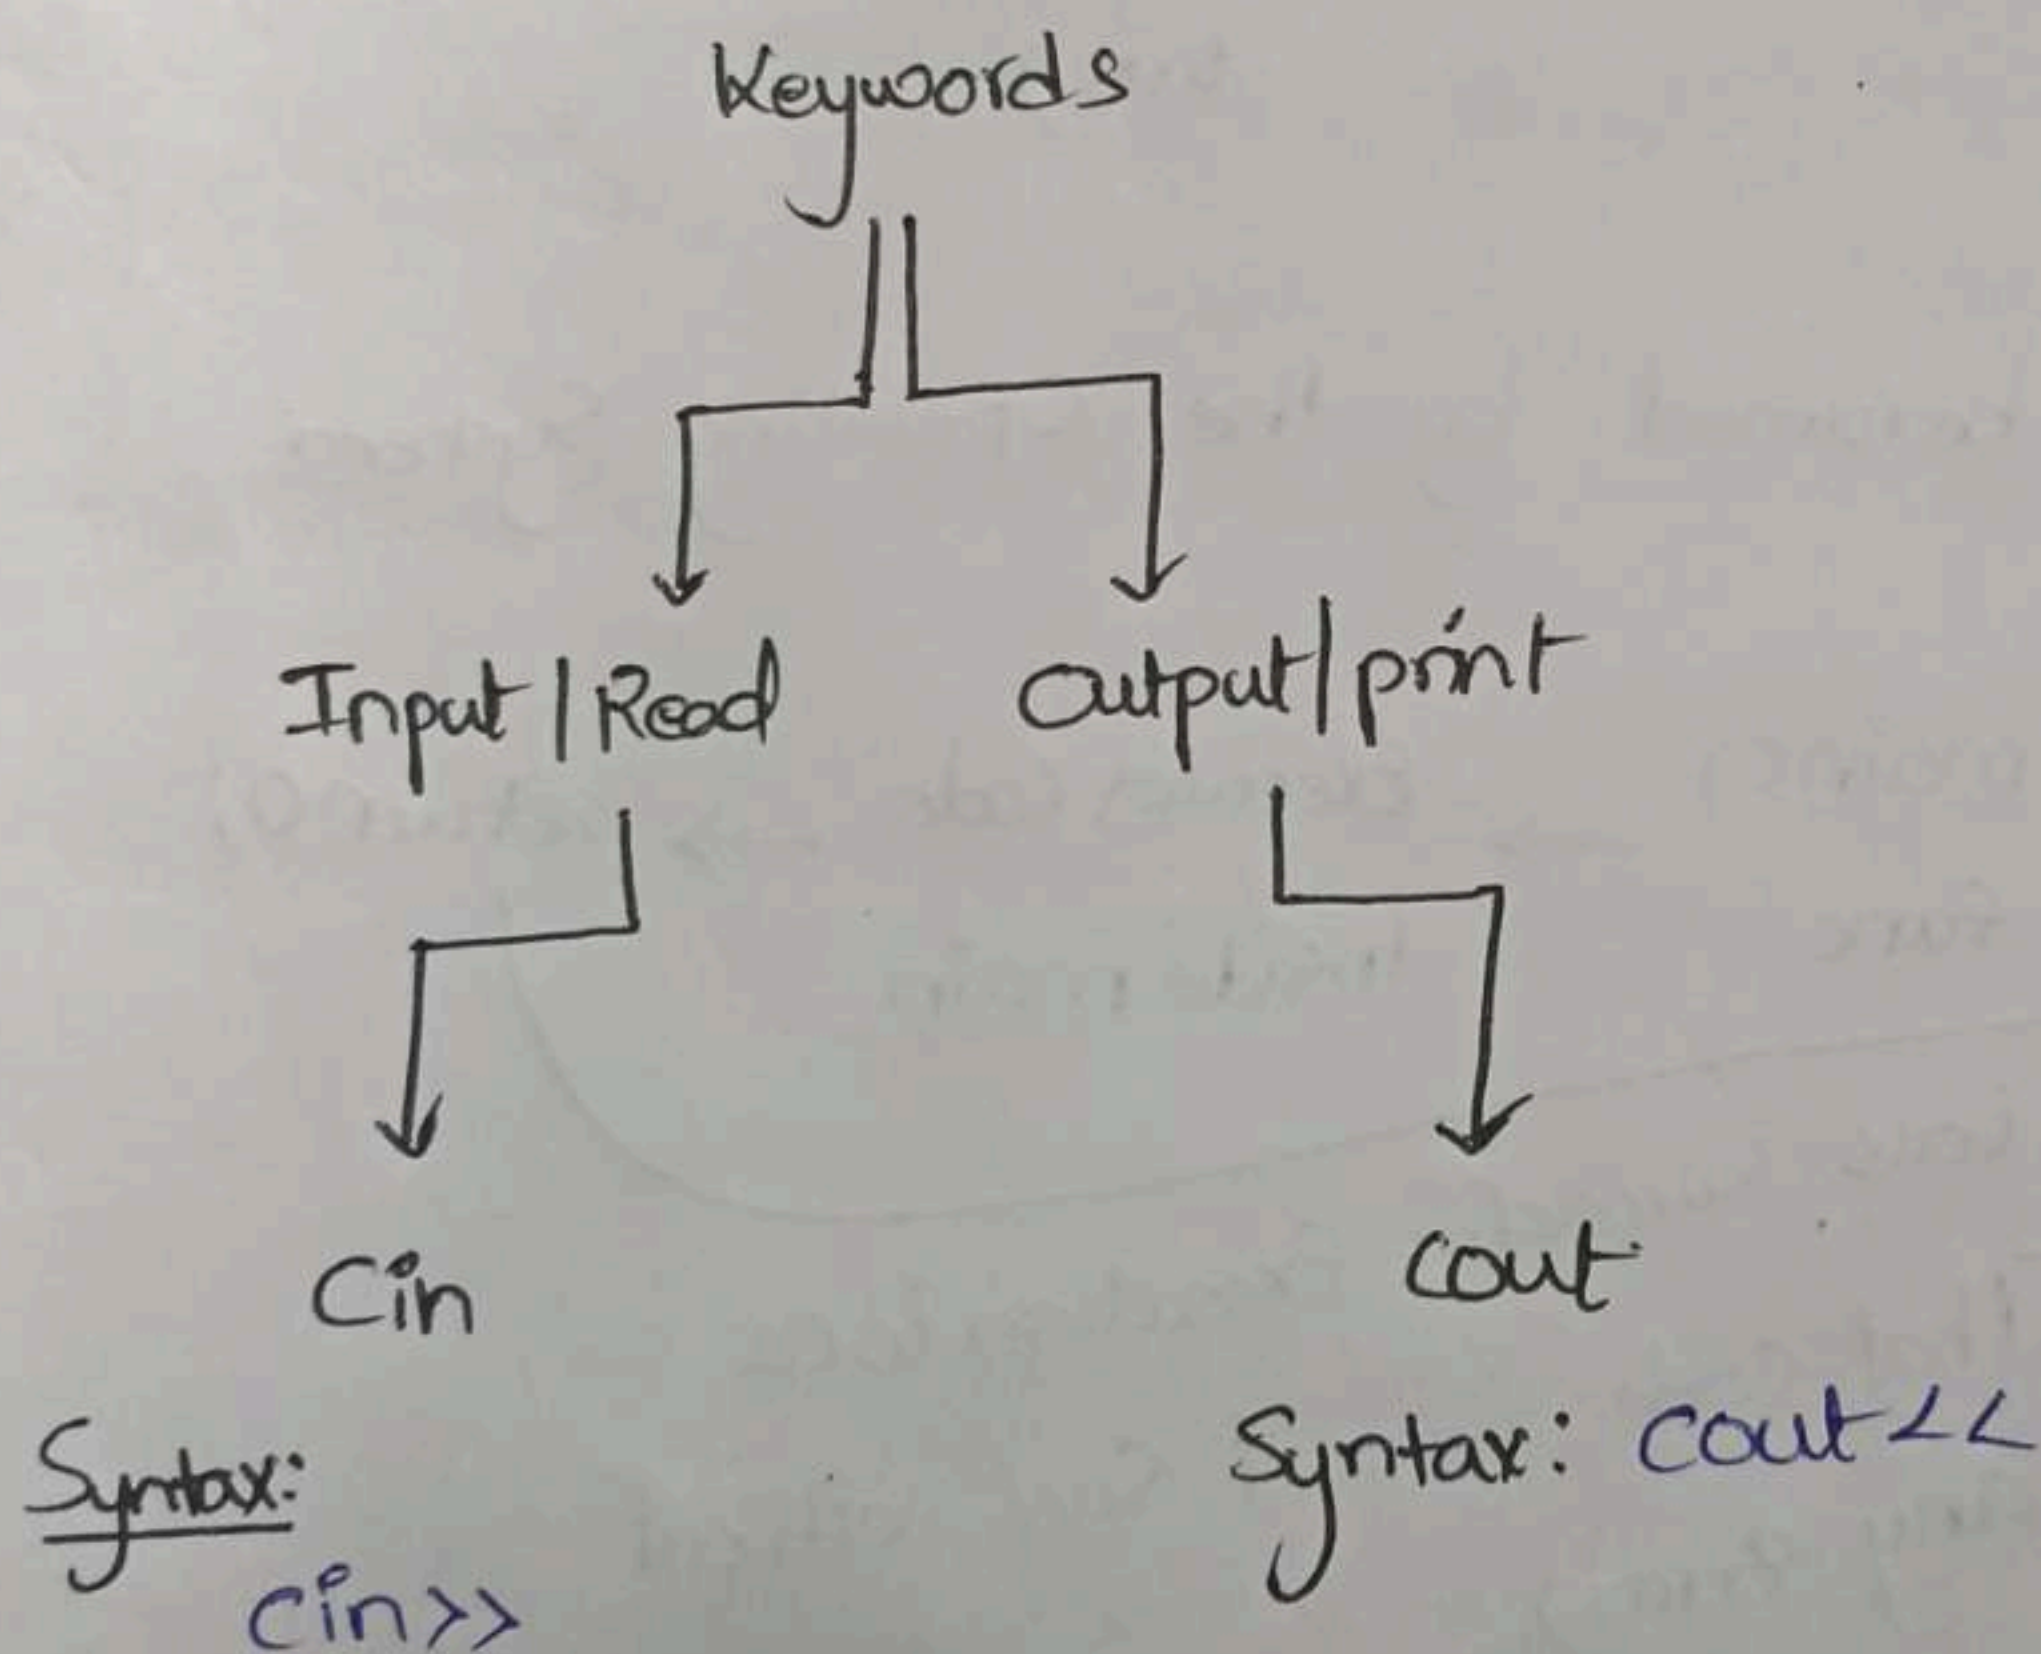 Keywords
Input | Read
Output | print
Cin
Cout
Syntax: Cout <<
Syntax:
Cin >>